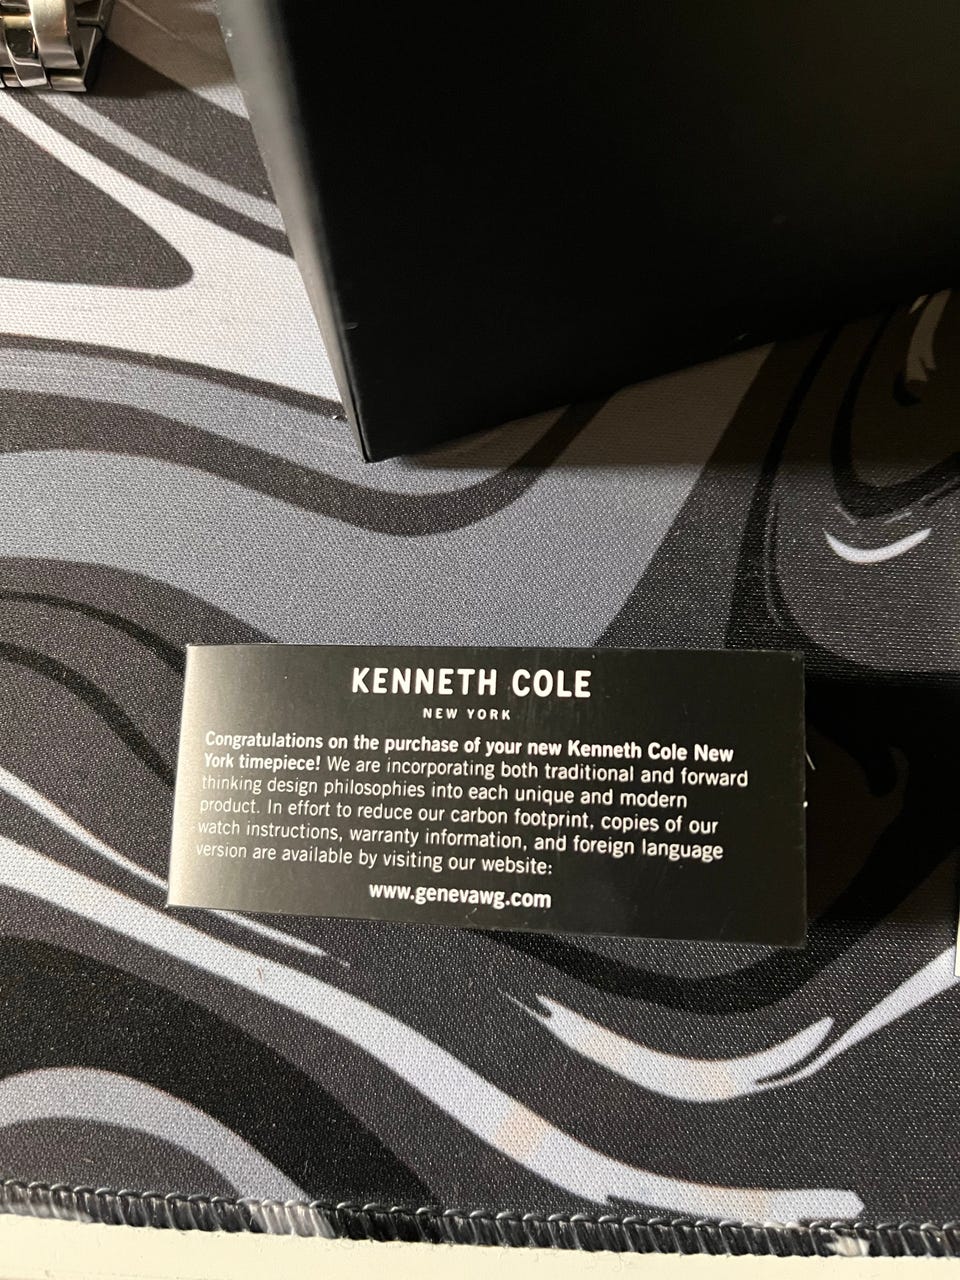 KENNETH COLE
NEW YORK
Congratulations on the purchase of your new Kenneth Cole New
York timepiece! We are incorporating both traditional and forward
thinking design philosophies into each unique and modern
product. In effort to reduce our carbon footprint, copies of our
watch instructions, warranty information, and foreign language
version are available by visiting our website:
www.genevawg.com